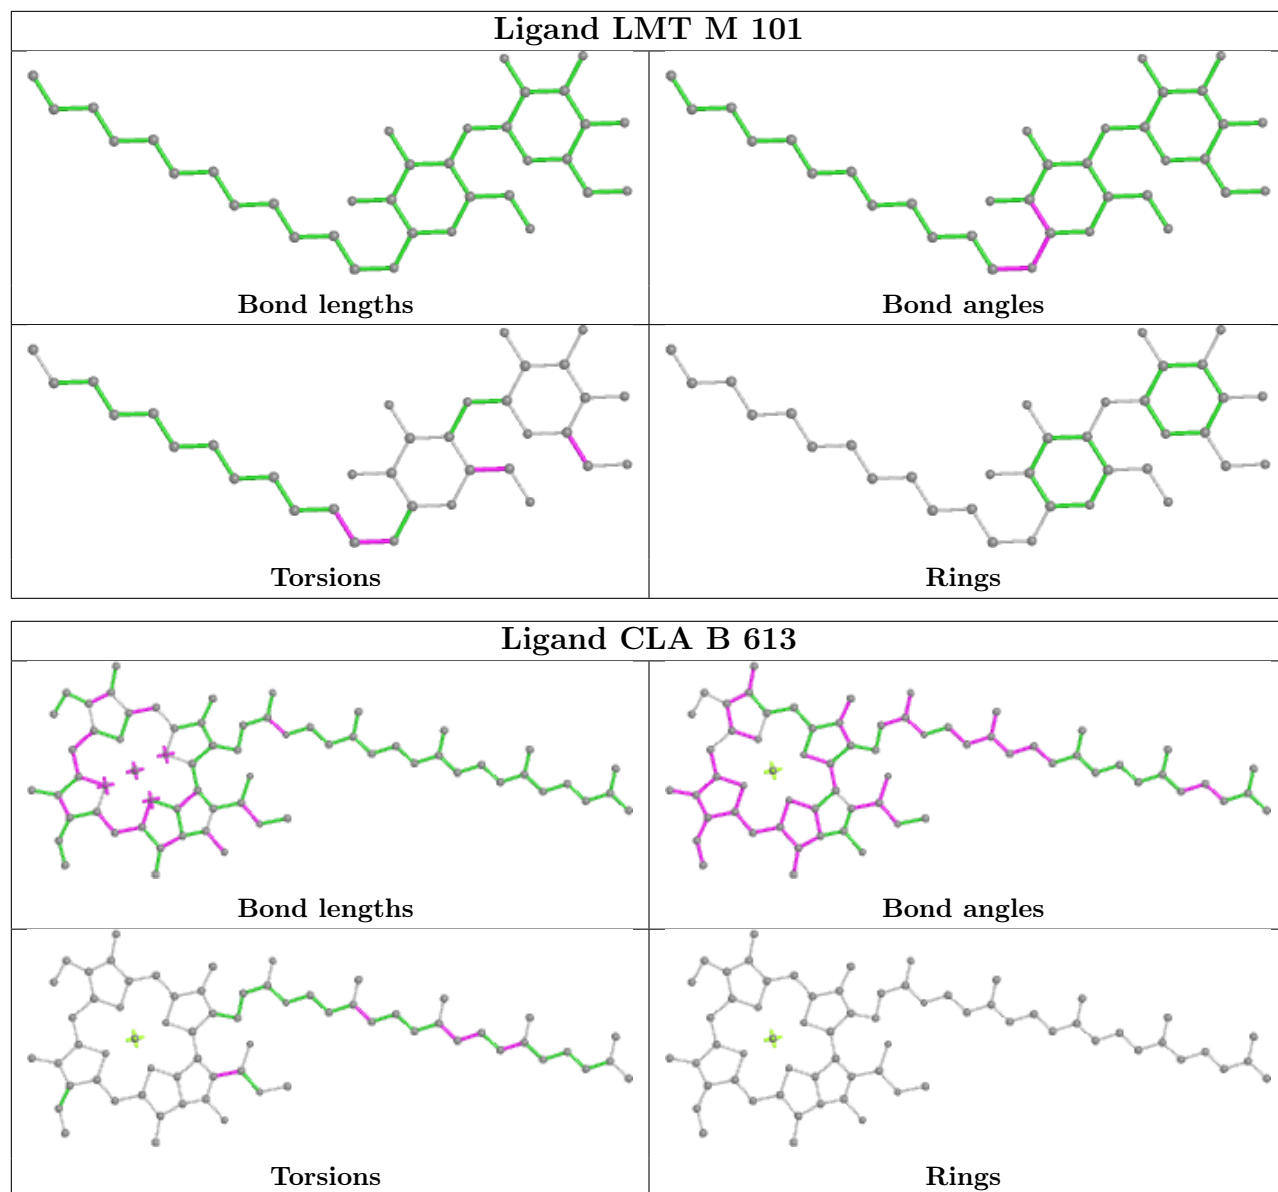 Ligand LMT M 101
Bond lengths
Bond angles
Torsions
Rings
Ligand CLA B 613
Bond lengths
Bond angles
Torsions
Rings